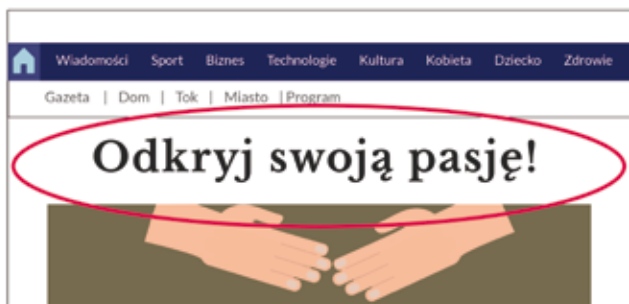 Wiadomości Sport Biznes Technologie Kultura Kobieta Dziecko Zdrowie
Gazeta | Dom | Tok | Miasto | Program
Odkryj swoją pasję!